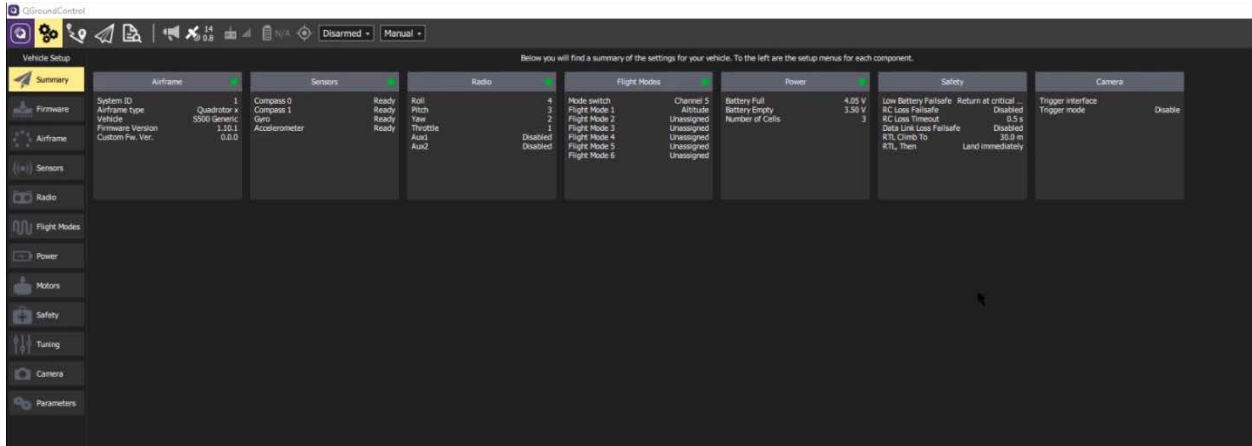 QGroundControl
14
0.8
N/A
Disarmed
Manual
Vehicle Setup
Below you will find a summary of the settings for your vehicle. To the left are the setup menus for each component.
Summary
Firmware
Airframe
Sensors
Radio
Flight Modes
Power
Motors
Safety
Tuning
Camera
Parameters
Airframe
System ID 1
Airframe type Quadrotor x
Vehicle S500 Generic
Firmware Version 1.10.1
Custom Fw. Ver. 0.0.0
Sensors
Compass 0 Ready
Compass 1 Ready
Gyro Ready
Accelerometer Ready
Radio
Roll 4
Pitch 3
Yaw 2
Throttle 1
Aux1 Disabled
Aux2 Disabled
Flight Modes
Mode switch Channel 5
Flight Mode 1 Altitude
Flight Mode 2 Unassigned
Flight Mode 3 Unassigned
Flight Mode 4 Unassigned
Flight Mode 5 Unassigned
Flight Mode 6 Unassigned
Power
Battery Full 4.05 V
Battery Empty 3.50 V
Number of Cells 3
Safety
Low Battery Failsafe Return at critical ...
RC Loss Failsafe Disabled
RC Loss Timeout 0.5 s
Data Link Loss Failsafe Disabled
RTL Climb To 30.0 m
RTL, Then Land immediately
Camera
Trigger interface
Trigger mode Disable